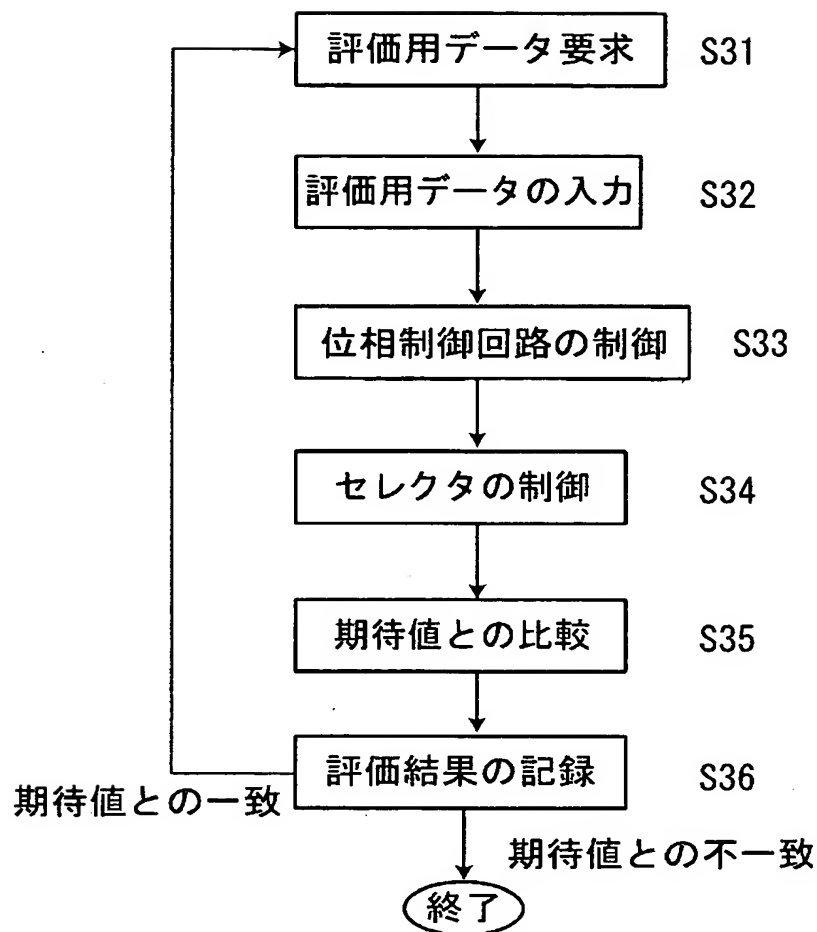 評価用データ要求 S31
評価用データの入力 S32
位相制御回路の制御 S33
セレクタの制御 S34
期待値との比較 S35
評価結果の記録 S36
期待値との一致
期待値との不一致
終了